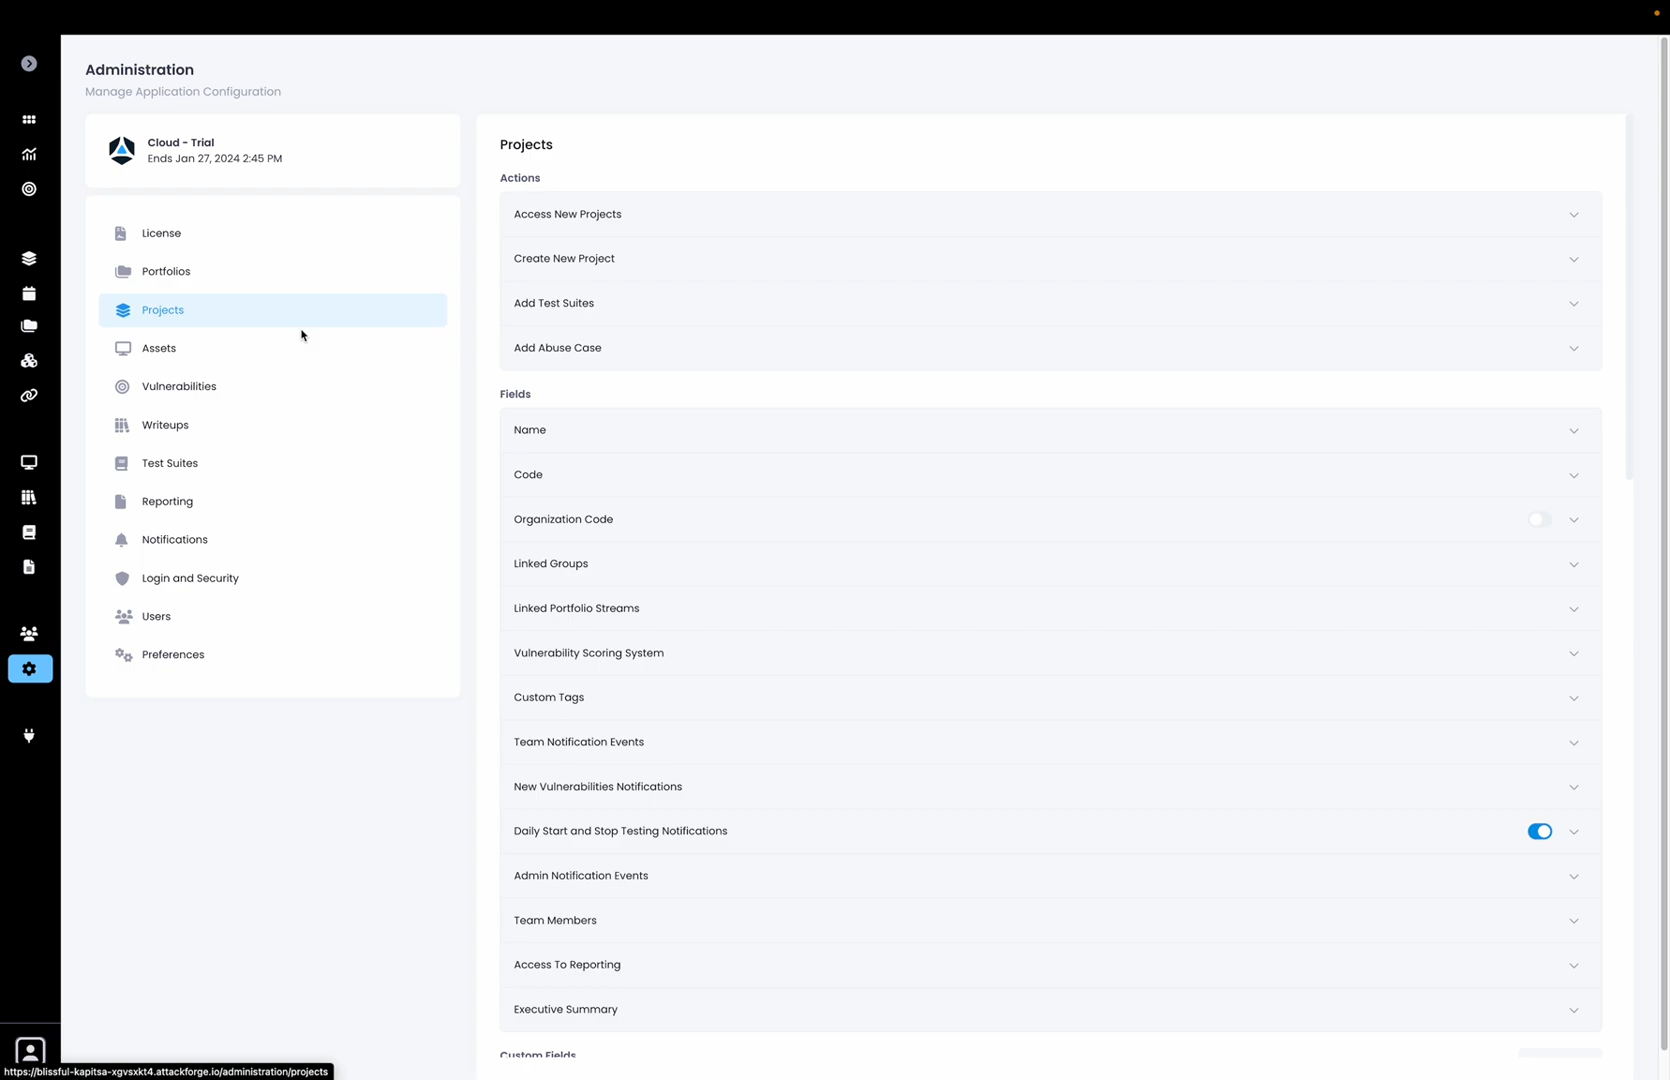 Administration
Manage Application Configuration
Cloud - Trial
Ends Jan 27, 2024 2:45 PM
License
Portfolios
Projects
Assets
Vulnerabilities
Writeups
Test Suites
Reporting
Notifications
Login and Security
Users
Preferences
Projects
Actions
Access New Projects
Create New Project
Add Test Suites
Add Abuse Case
Fields
Name
Code
Organization Code
Linked Groups
Linked Portfolio Streams
Vulnerability Scoring System
Custom Tags
Team Notification Events
New Vulnerabilities Notifications
Daily Start and Stop Testing Notifications
Admin Notification Events
Team Members
Access To Reporting
Executive Summary
Custom Fields
https://blissful-kapitsa-xgvsxkt4.attackforge.io/administration/projects